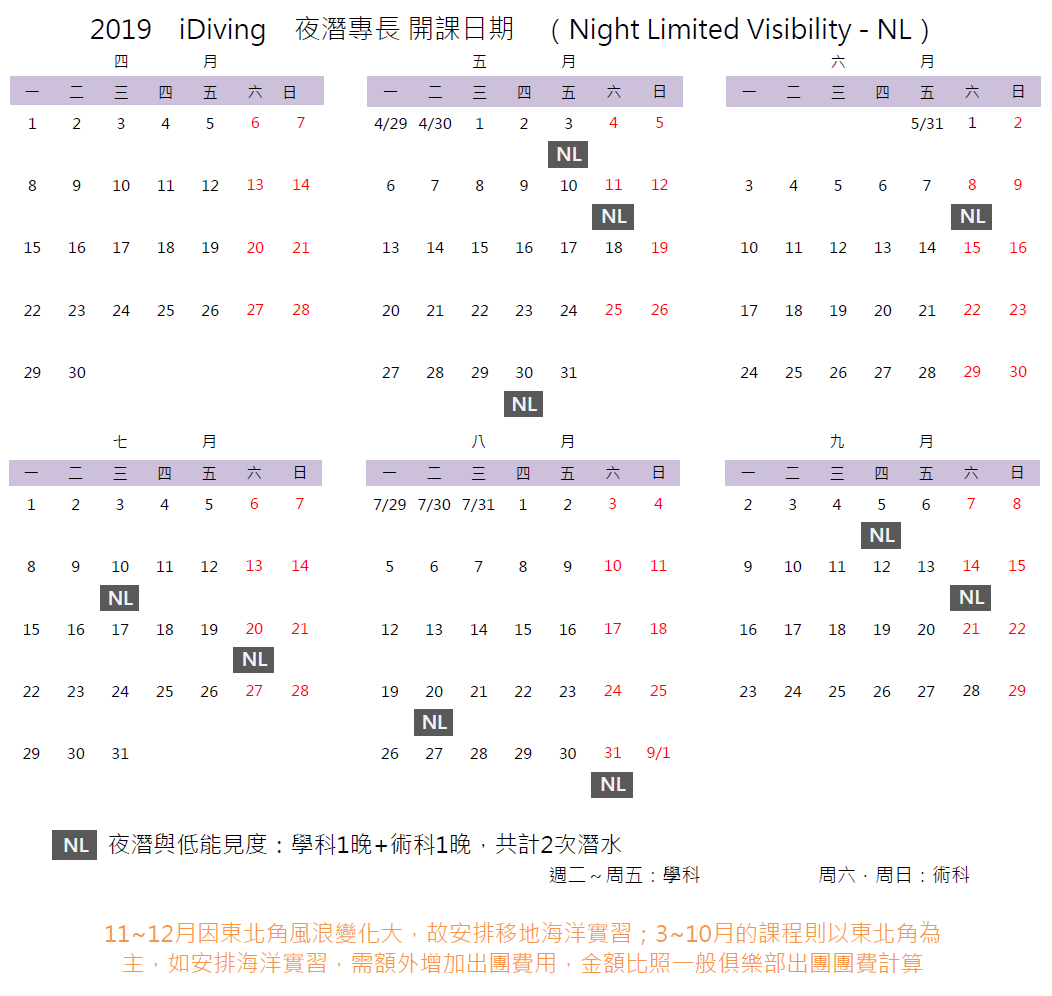 2019 iDiving 夜潛專長 開課日期 （Night Limited Visibility - NL）
四 月 五 月 六 月
一 二 三 四 五 六 日 一 二 三 四 五 六 日 一 二 三 四 五 六 日
1 2 3 4 5 6 7 4/29 4/30 1 2 3 4 5 5/31 1 2
NL
8 9 10 11 12 13 14 6 7 8 9 10 11 12 3 4 5 6 7 8 9
NL NL
15 16 17 18 19 20 21 13 14 15 16 17 18 19 10 11 12 13 14 15 16
22 23 24 25 26 27 28 20 21 22 23 24 25 26 17 18 19 20 21 22 23
29 30 27 28 29 30 31 24 25 26 27 28 29 30
NL
七 月 八 月 九 月
一 二 三 四 五 六 日 一 二 三 四 五 六 日 一 二 三 四 五 六 日
1 2 3 4 5 6 7 7/29 7/30 7/31 1 2 3 4 2 3 4 5 6 7 8
NL
8 9 10 11 12 13 14 5 6 7 8 9 10 11 9 10 11 12 13 14 15
NL NL
15 16 17 18 19 20 21 12 13 14 15 16 17 18 16 17 18 19 20 21 22
NL
22 23 24 25 26 27 28 19 20 21 22 23 24 25 23 24 25 26 27 28 29
NL
29 30 31 26 27 28 29 30 31 9/1
NL
NL 夜潛與低能見度：學科1晚+術科1晚，共計2次潛水
週二～周五：學科 周六．周日：術科
11~12月因東北角風浪變化大，故安排移地海洋實習；3~10月的課程則以東北角為
主，如安排海洋實習，需額外增加出團費用，金額比照一般俱樂部出團團費計算